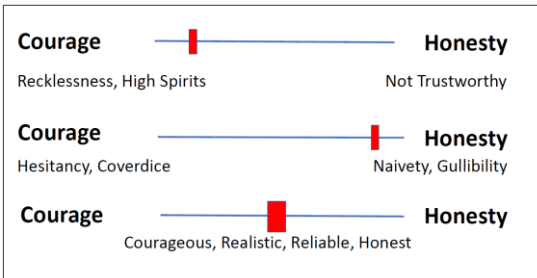 Courage Honesty
Recklessness, High Spirits Not Trustworthy
Courage Honesty
Hesitancy, Coverdice Naivety, Gullibility
Courage Honesty
Courageous, Realistic, Reliable, Honest